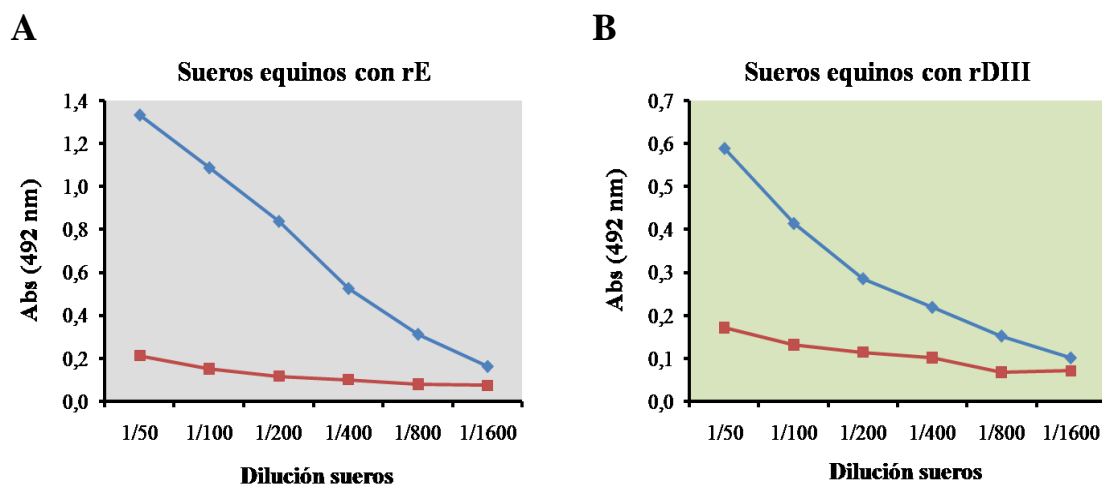 A
Sueros equinos con rE
Abs (492 nm)
1,4
1,2
1,0
0,8
0,6
0,4
0,2
0,0
1/50 1/100 1/200 1/400 1/800 1/1600
Dilución sueros
B
Sueros equinos con rDIII
Abs (492 nm)
0,7
0,6
0,5
0,4
0,3
0,2
0,1
0,0
1/50 1/100 1/200 1/400 1/800 1/1600
Dilución sueros